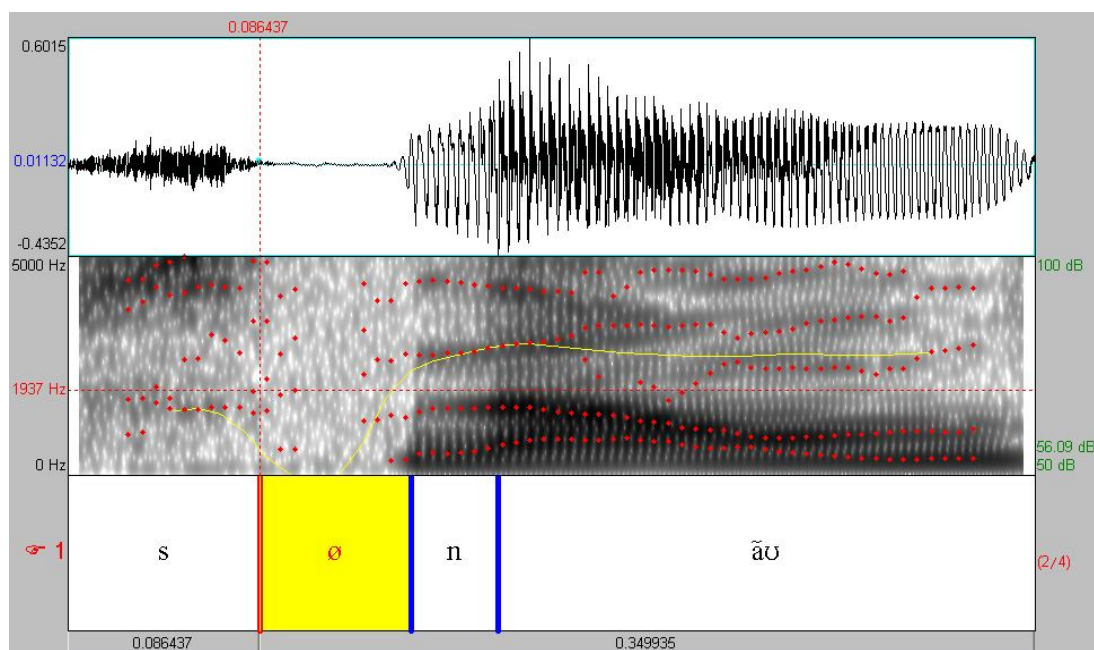 0.086437
0.6015
0.01132
-0.4352
5000 Hz
100 dB
1937 Hz
56.09 dB
0 Hz
50 dB
☞ 1
s
ø
n
ãʊ
(2/4)
0.086437
0.349935